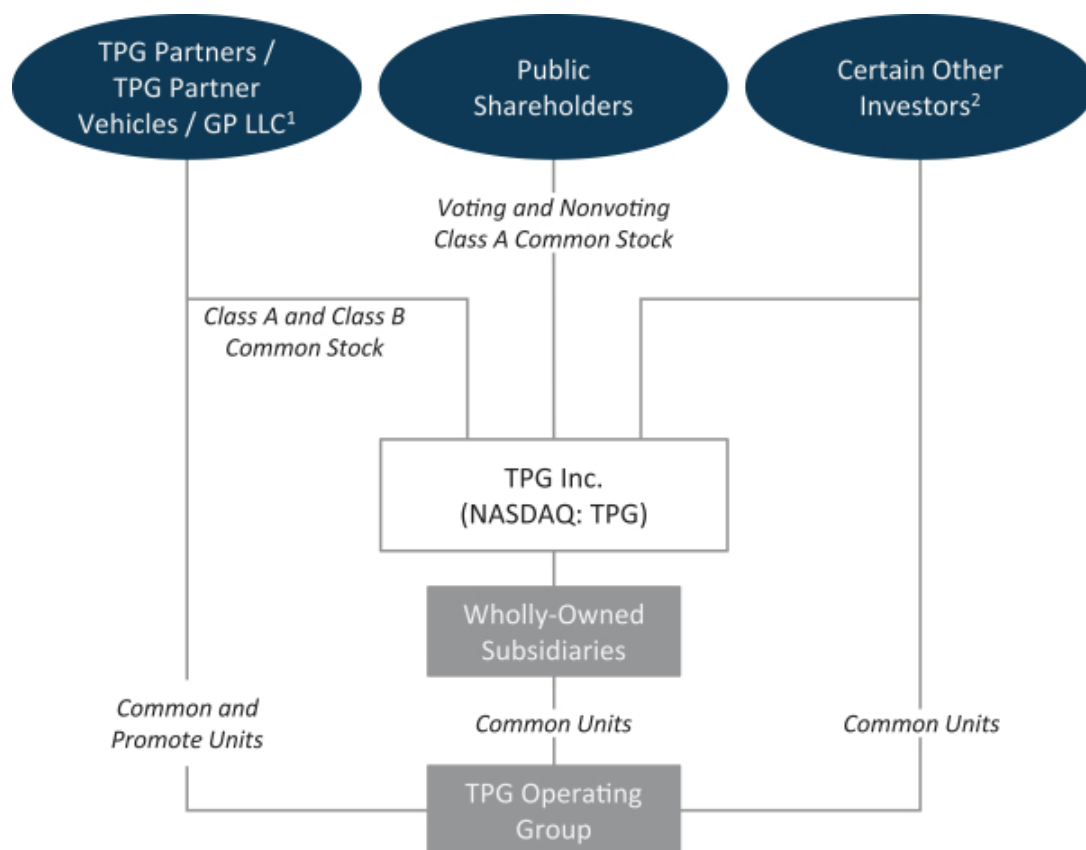 TPG Partners /
TPG Partner
Vehicles / GP LLC1
Public
Shareholders
Certain Other
Investors2
Voting and Nonvoting
Class A Common Stock
Class A and Class B
Common Stock
TPG Inc.
(NASDAQ: TPG)
Wholly-Owned
Subsidiaries
Common and
Promote Units
Common Units
Common Units
TPG Operating
Group